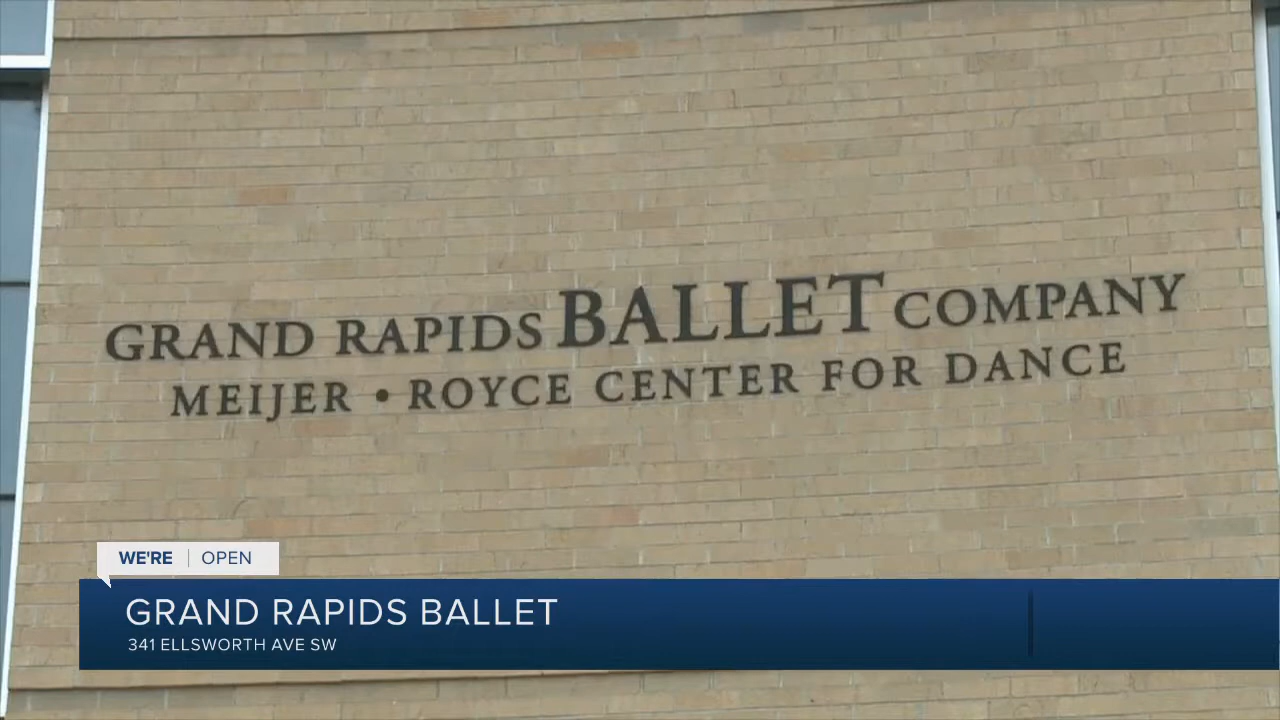 GRAND RAPIDS BALLET COMPANY
MEIJER • ROYCE CENTER FOR DANCE
WE'RE | OPEN
GRAND RAPIDS BALLET
341 ELLSWORTH AVE SW